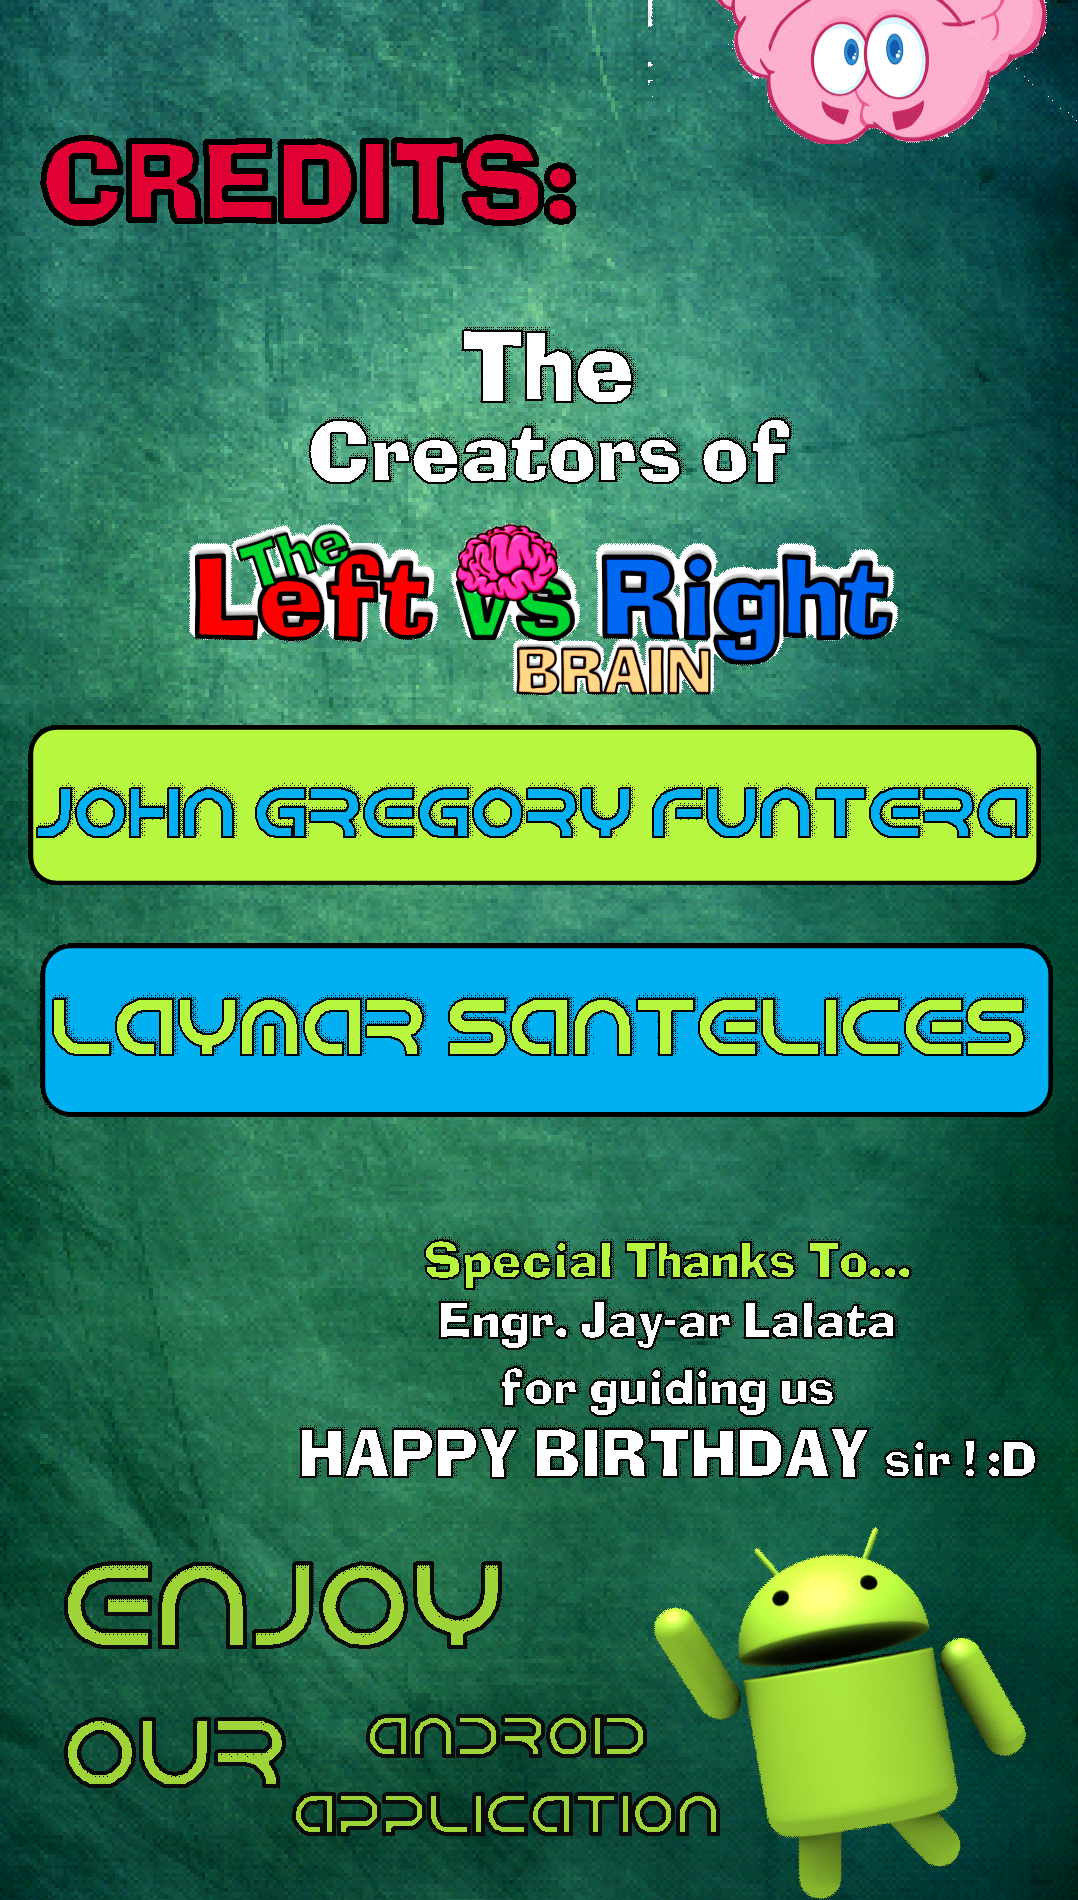 CREDITS:
The
Creators of
The
Left vs Right
BRAIN
JOHN GREGORY FUNTERA
LAYMAR SANTELICES
Special Thanks To...
Engr. Jay-ar Lalata
for guiding us
HAPPY BIRTHDAY sir ! :D
ENJOY
OUR ANDROID
APPLICATION